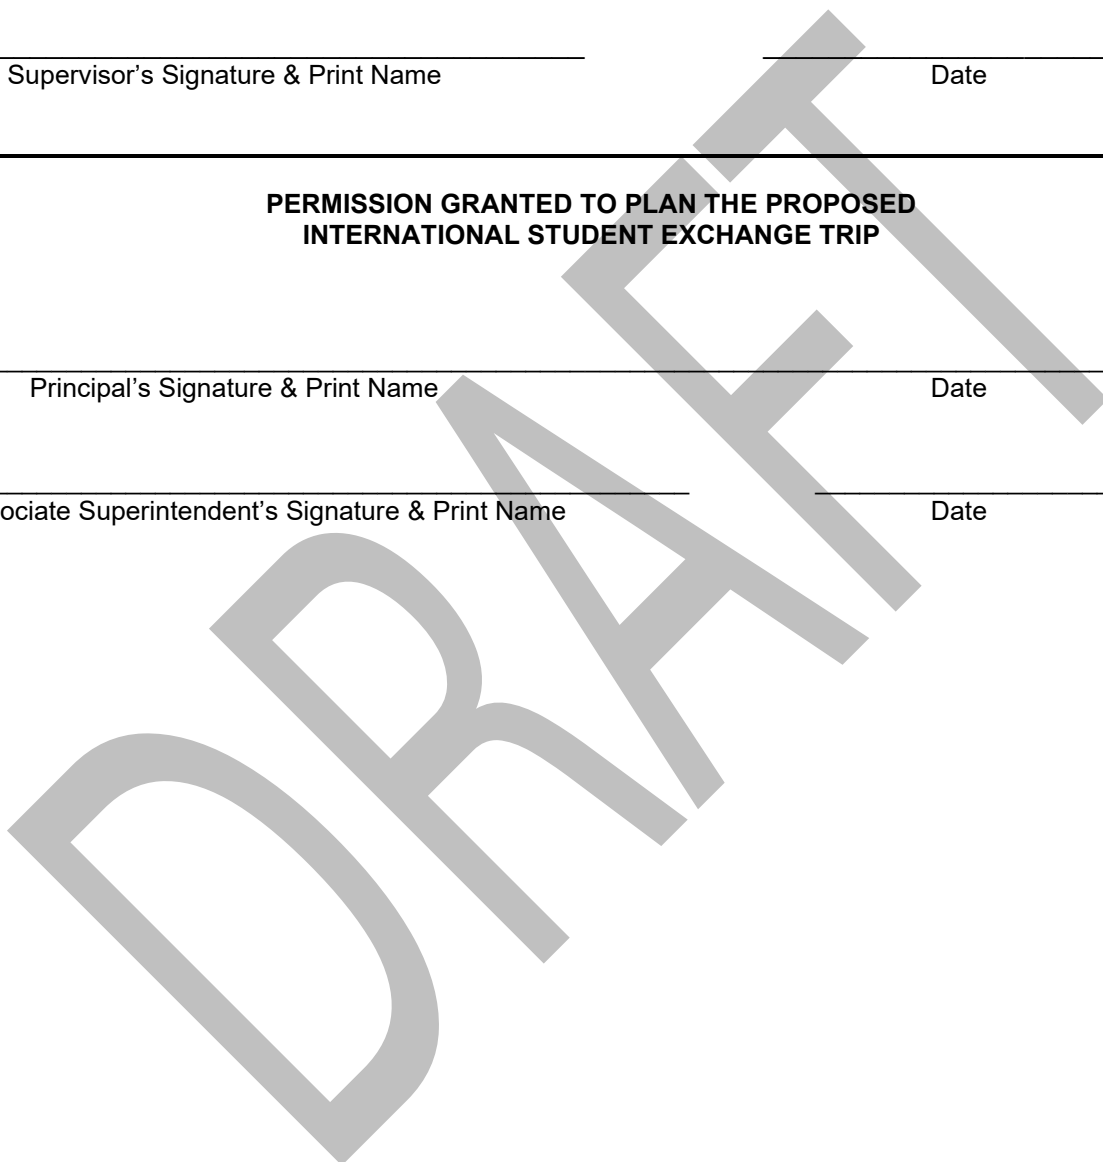 Supervisor’s Signature & Print Name Date
PERMISSION GRANTED TO PLAN THE PROPOSED
INTERNATIONAL STUDENT EXCHANGE TRIP
Principal’s Signature & Print Name Date
ociate Superintendent’s Signature & Print Name Date
DRAFT